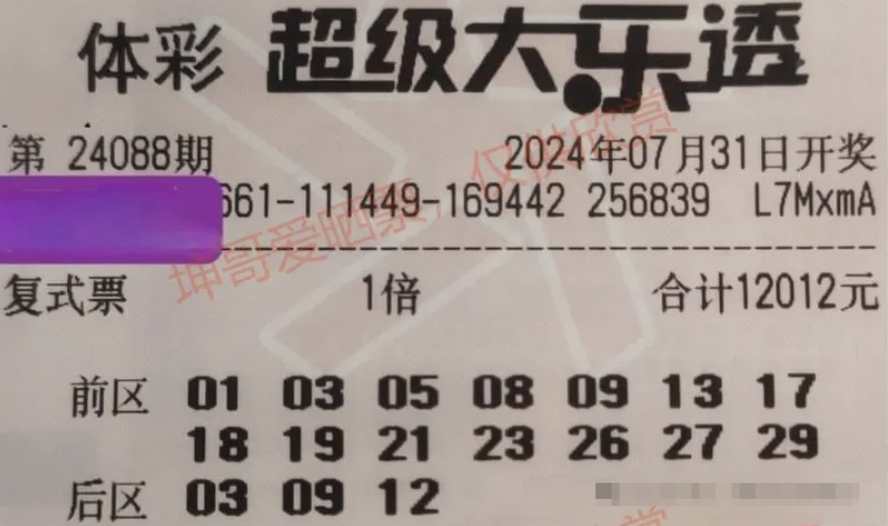 体彩 超级大乐透
第 24088期 2024年07月31日开奖
661-111449-169442 256839 L7MxmA
坤哥爱晒票，仅供欣赏
复式票 1倍 合计12012元
前区 01 03 05 08 09 13 17
18 19 21 23 26 27 29
后区 03 09 12